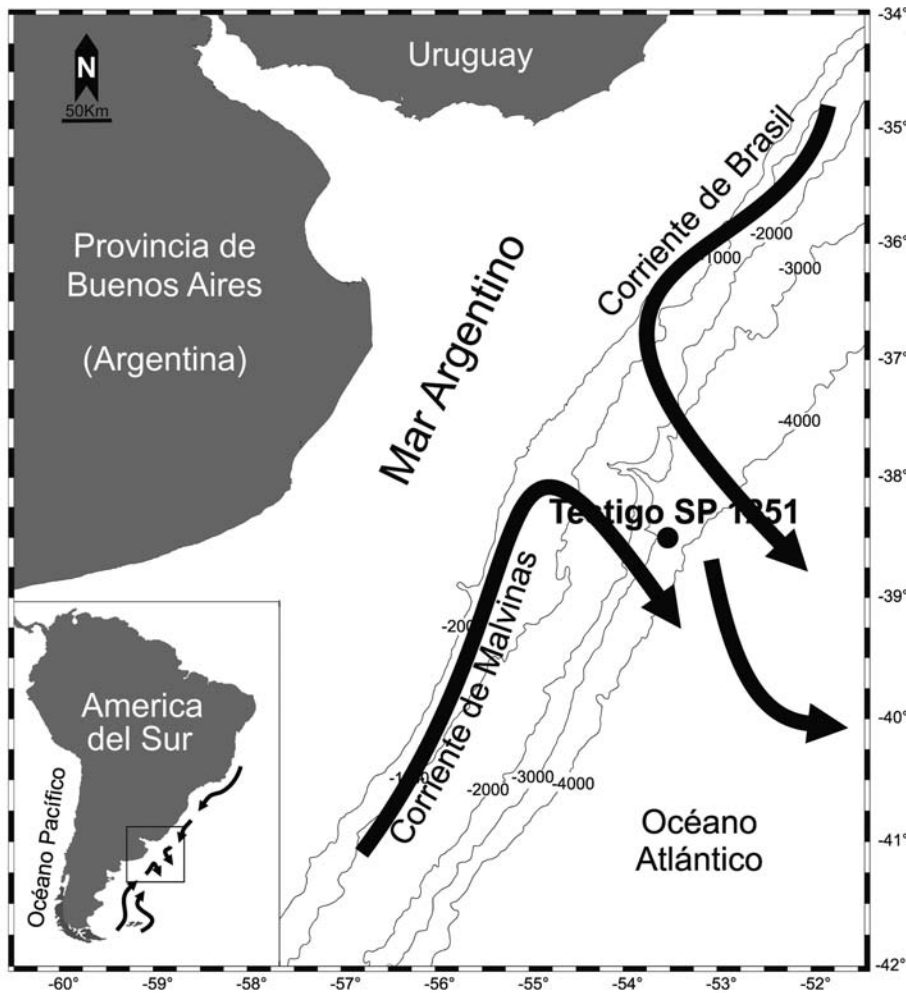 N
50Km
Uruguay
Provincia de
Buenos Aires
(Argentina)
Mar Argentino
Corriente de Brasil
-1000
-2000
-3000
-4000
Testigo SP 1251
Corriente de Malvinas
-2000
-3000
-4000
America
del Sur
Océano Pacífico
Océano
Atlántico
-34°
-35°
-36°
-37°
-38°
-39°
-40°
-41°
-42°
-60°
-59°
-58°
-57°
-56°
-55°
-54°
-53°
-52°